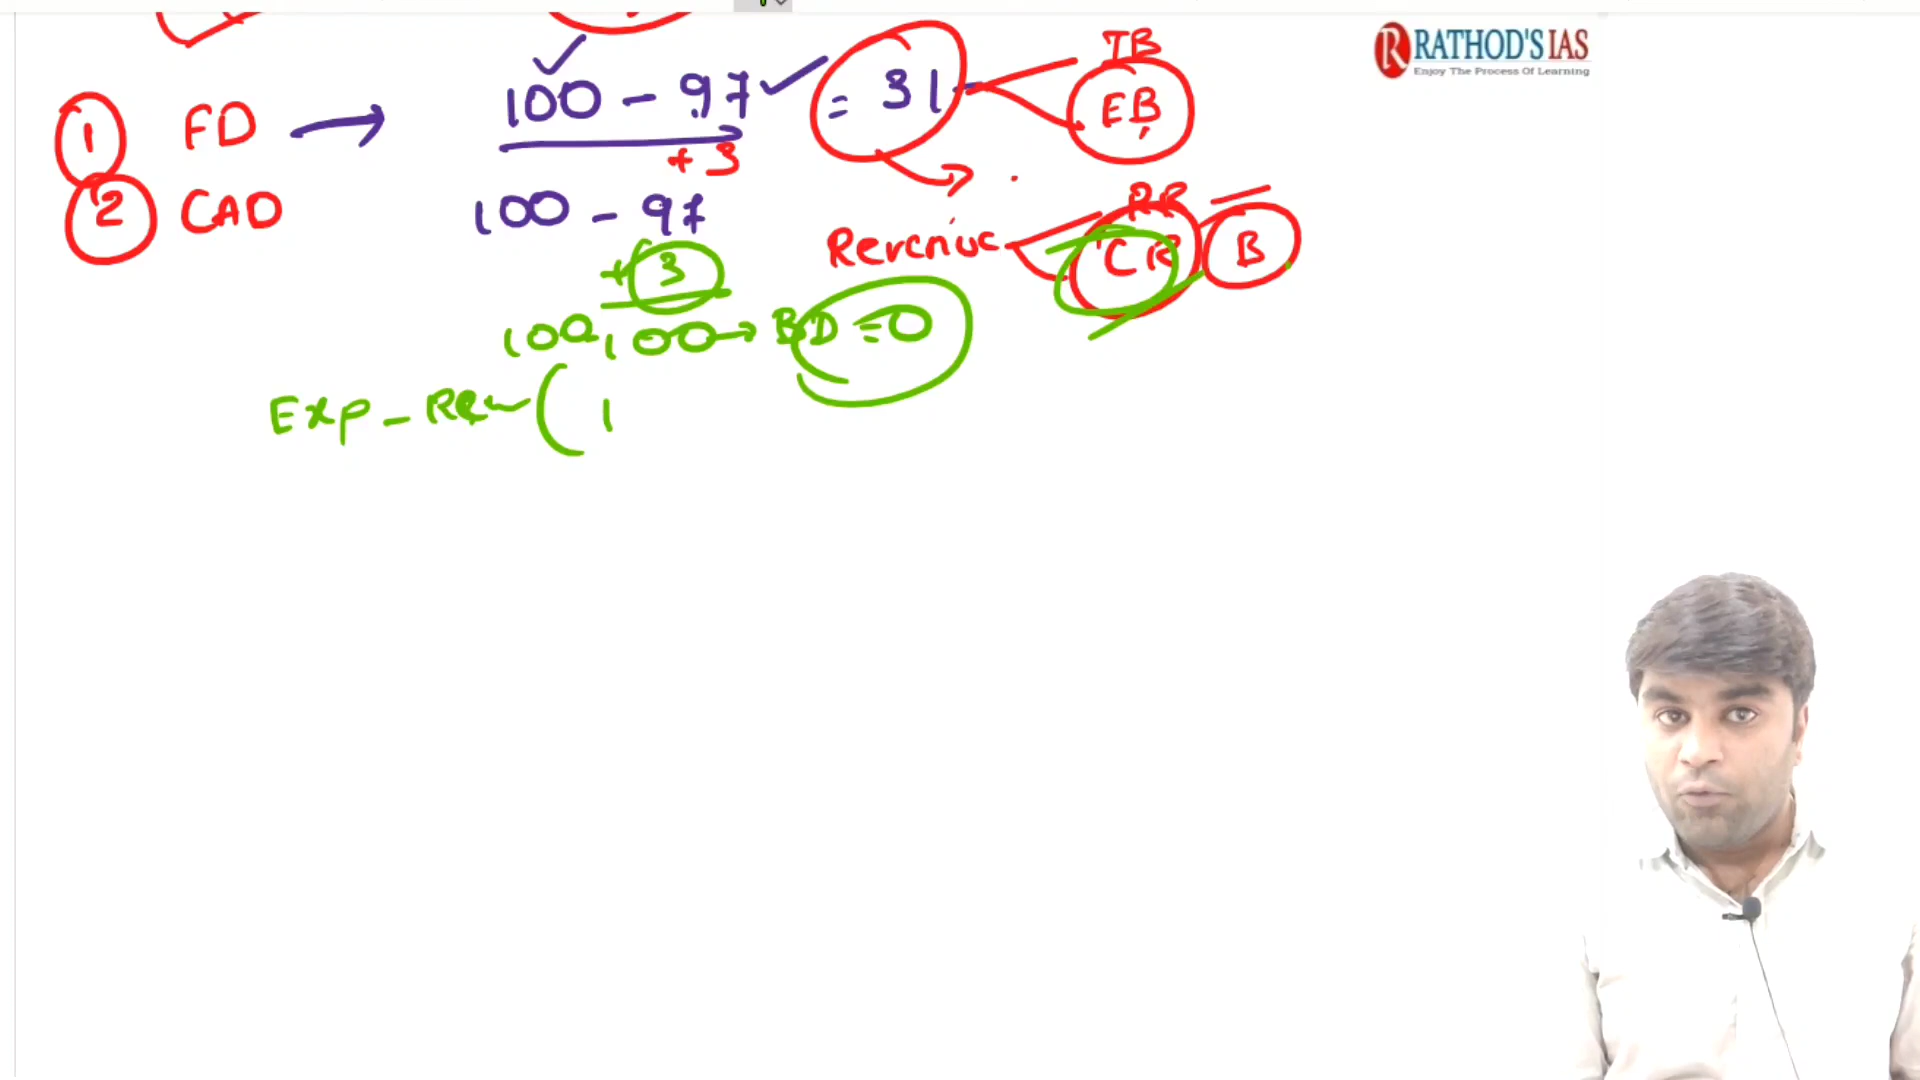 RATHOD'S IAS
Enjoy The Process Of Learning
IB
1 FD → 100 - 97 = 31 EB
+ 3
2 CAD 100 - 97
RR
Revenue CR B
+ 3
100, 100 → BD = 0
Exp - Rev ( 1